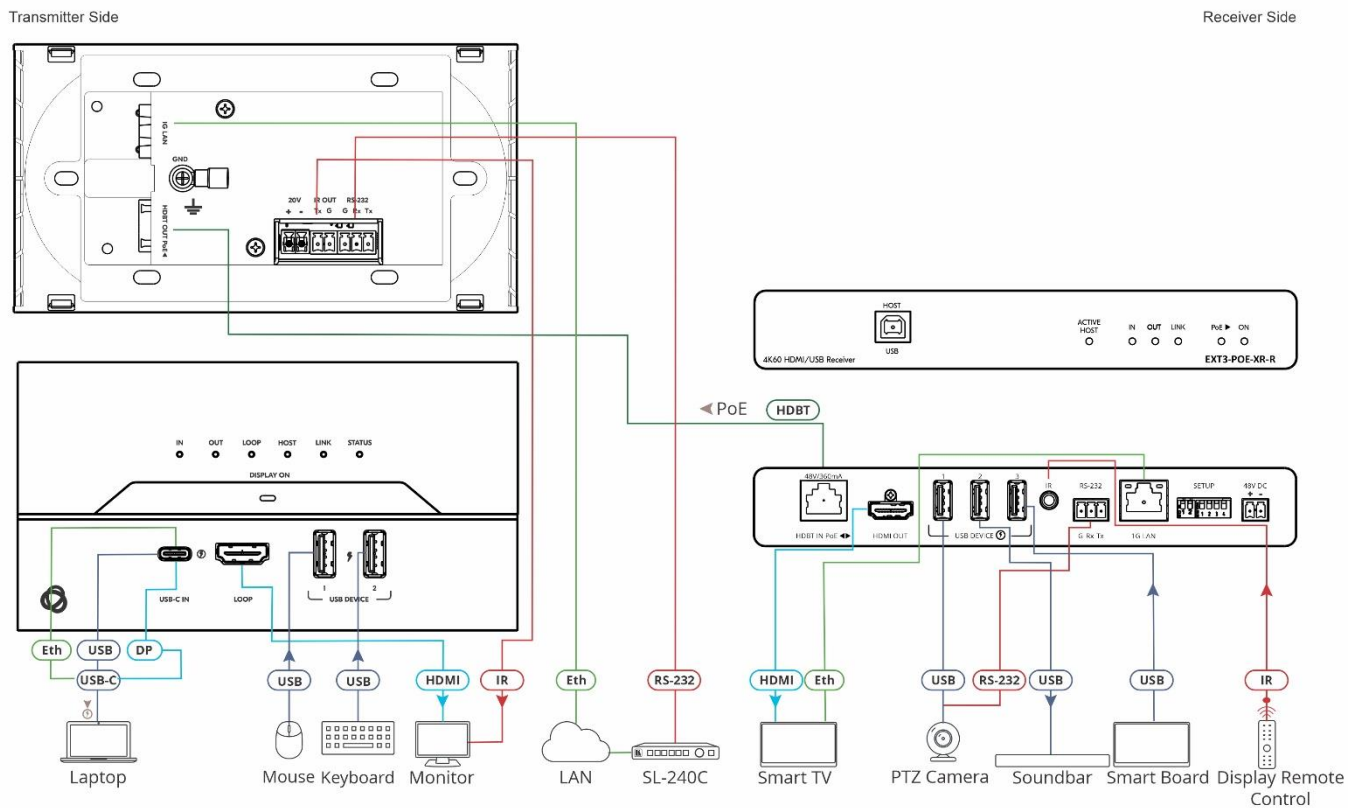 Transmitter Side
Receiver Side
1G LAN
GND
HDBT OUT PoE◄
20V IR OUT RS-232
+ - Tx G G Rx Tx
HOST
USB
ACTIVE HOST
IN OUT LINK PoE ► ON
4K60 HDMI/USB Receiver
EXT3-POE-XR-R
◄PoE HDBT
IN OUT LOOP HOST LINK STATUS
DISPLAY ON
USB-C IN
LOOP
1 2
USB DEVICE
48V/360mA
1 2 3
IR
RS-232
SETUP
48V DC
+ -
1 2 1 2 3 4
HDBT IN PoE ◄►
HDMI OUT
USB DEVICE
G Rx Tx
1G LAN
Eth USB DP
USB-C
USB USB HDMI IR Eth RS-232 HDMI Eth USB RS-232 USB USB IR
Laptop
Mouse
Keyboard
Monitor
LAN
SL-240C
Smart TV
PTZ Camera
Soundbar
Smart Board
Display Remote
Control